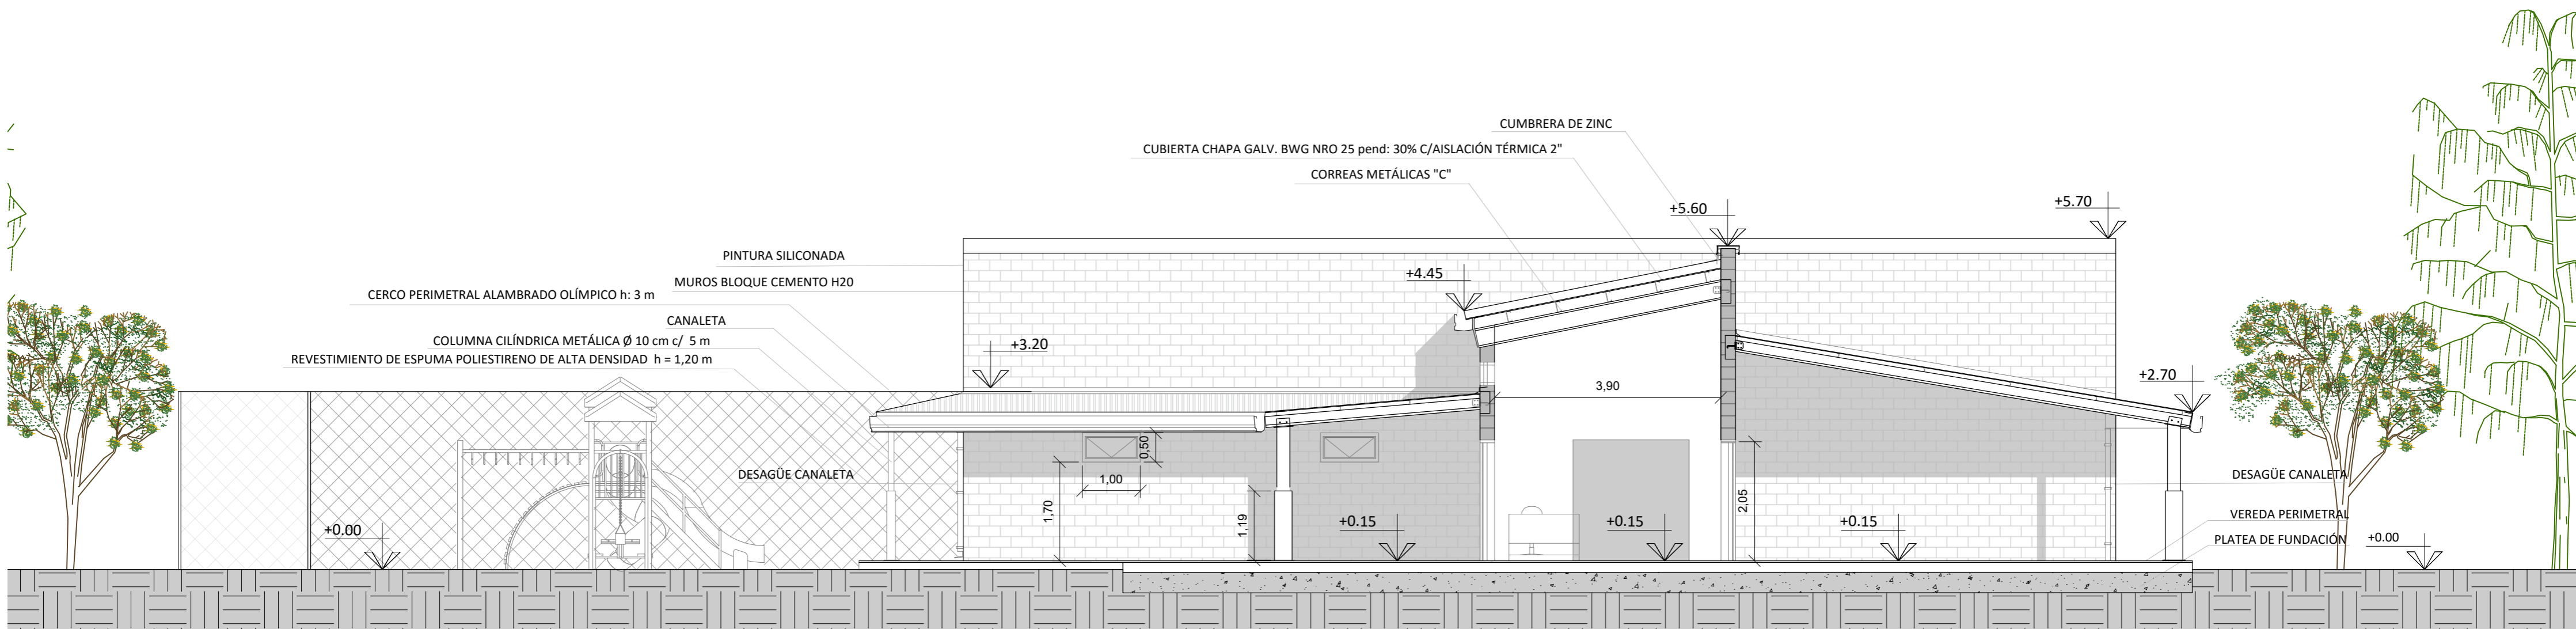 CUMBRERA DE ZINC
CUBIERTA CHAPA GALV. BWG NRO 25 pend: 30% C/AISLACIÓN TÉRMICA 2"
CORREAS METÁLICAS "C"
+5.60
+5.70
PINTURA SILICONADA
MUROS BLOQUE CEMENTO H20
+4.45
CERCO PERIMETRAL ALAMBRADO OLÍMPICO h: 3 m
CANALETA
COLUMNA CILÍNDRICA METÁLICA Ø 10 cm c/ 5 m
+3.20
REVESTIMIENTO DE ESPUMA POLIESTIRENO DE ALTA DENSIDAD h = 1,20 m
+2.70
3,90
0,50
DESAGÜE CANALETA
1,00
DESAGÜE CANALETA
1,70
1,19
2,05
VEREDA PERIMETRAL
+0.00
+0.15
+0.15
+0.15
PLATEA DE FUNDACIÓN
+0.00